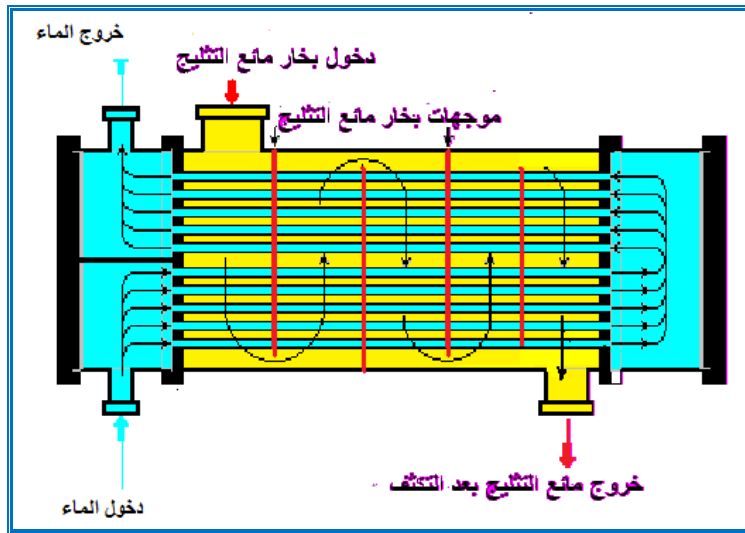 خروج الماء
دخول بخار مائع التثليج
موجهات بخار مائع التثليج
خروج مائع التثليج بعد التكثف
دخول الماء